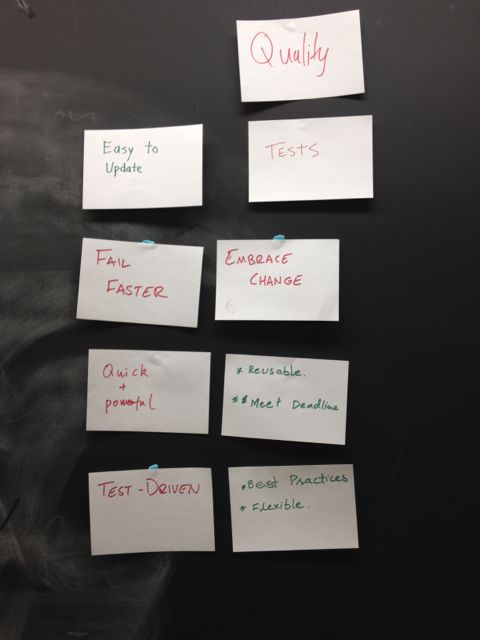 Quality
Easy to
Update
TESTS
FAIL
FASTER
EMBRACE
CHANGE
Quick
+
powerful
* Reusable.
* Meet Deadline
TEST-DRIVEN
* Best Practices
* Flexible.